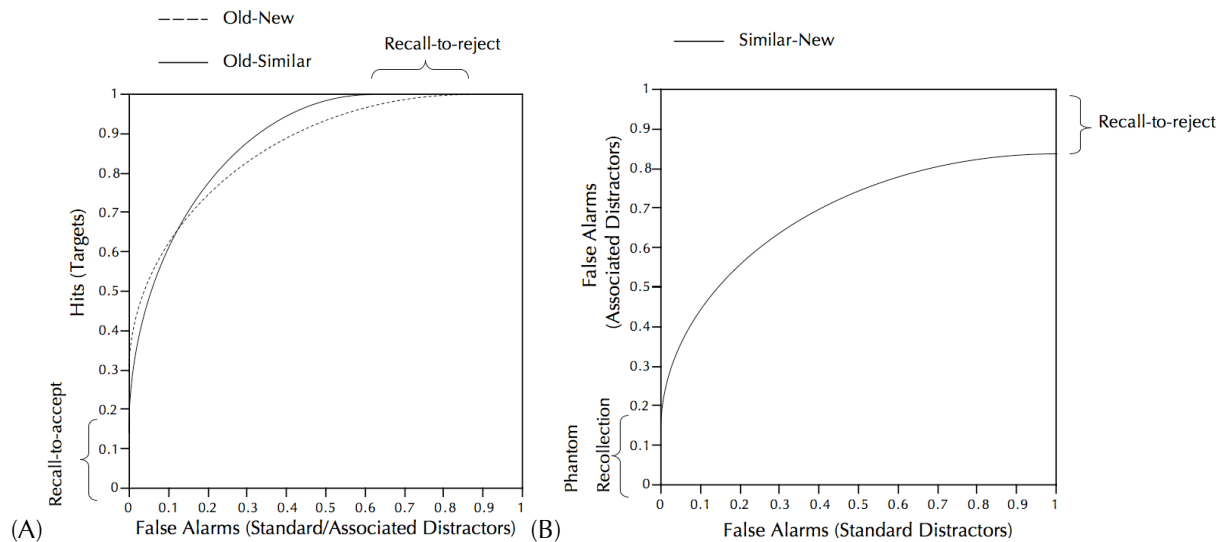 Old-New
Old-Similar
Recall-to-reject
1
0.9
0.8
0.7
0.6
0.5
0.4
0.3
0.2
0.1
0
Hits (Targets)
Recall-to-accept
0 0.1 0.2 0.3 0.4 0.5 0.6 0.7 0.8 0.9 1
(A) False Alarms (Standard/Associated Distractors)
Similar-New
1
0.9
0.8
0.7
0.6
0.5
0.4
0.3
0.2
0.1
0
False Alarms
(Associated Distractors)
Phantom
Recollection
Recall-to-reject
0 0.1 0.2 0.3 0.4 0.5 0.6 0.7 0.8 0.9 1
(B) False Alarms (Standard Distractors)